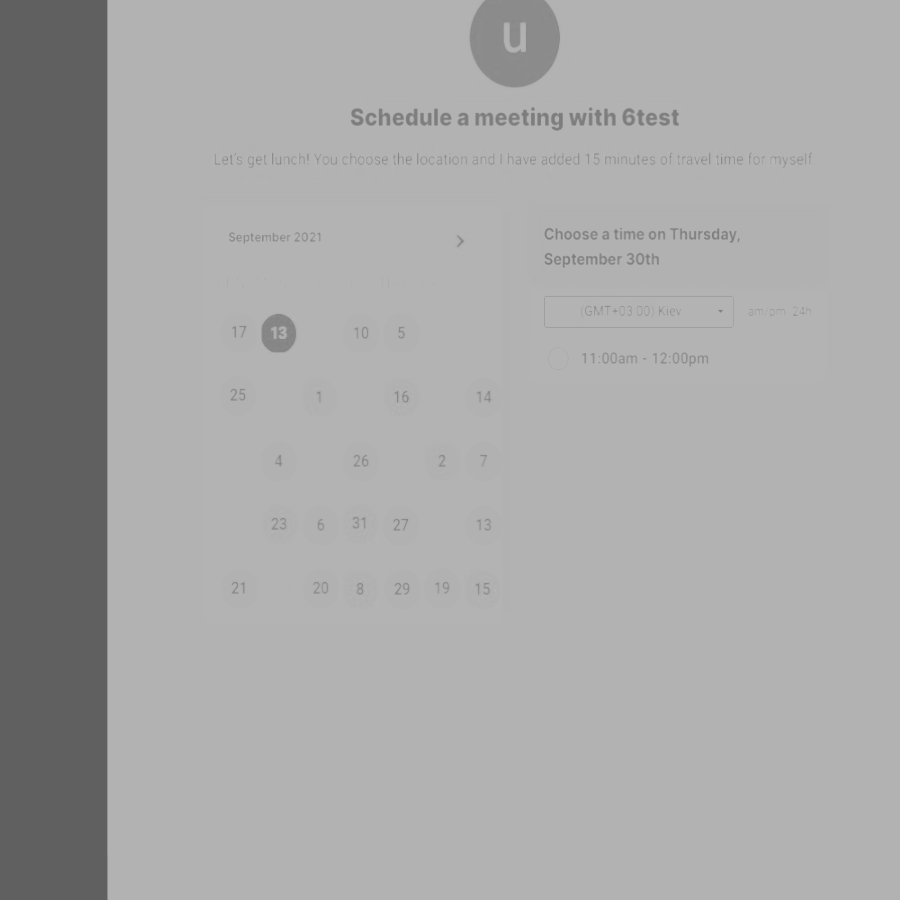 u
Schedule a meeting with 6test
Let's get lunch! You choose the location and I have added 15 minutes of travel time for myself
September 2021
Choose a time on Thursday,
September 30th
(GMT+03:00) Kiev
am/pm 24h
11:00am - 12:00pm
17 13 10 5
25 1 16 14
4 26 2 7
23 6 31 27 13
21 20 8 29 19 15